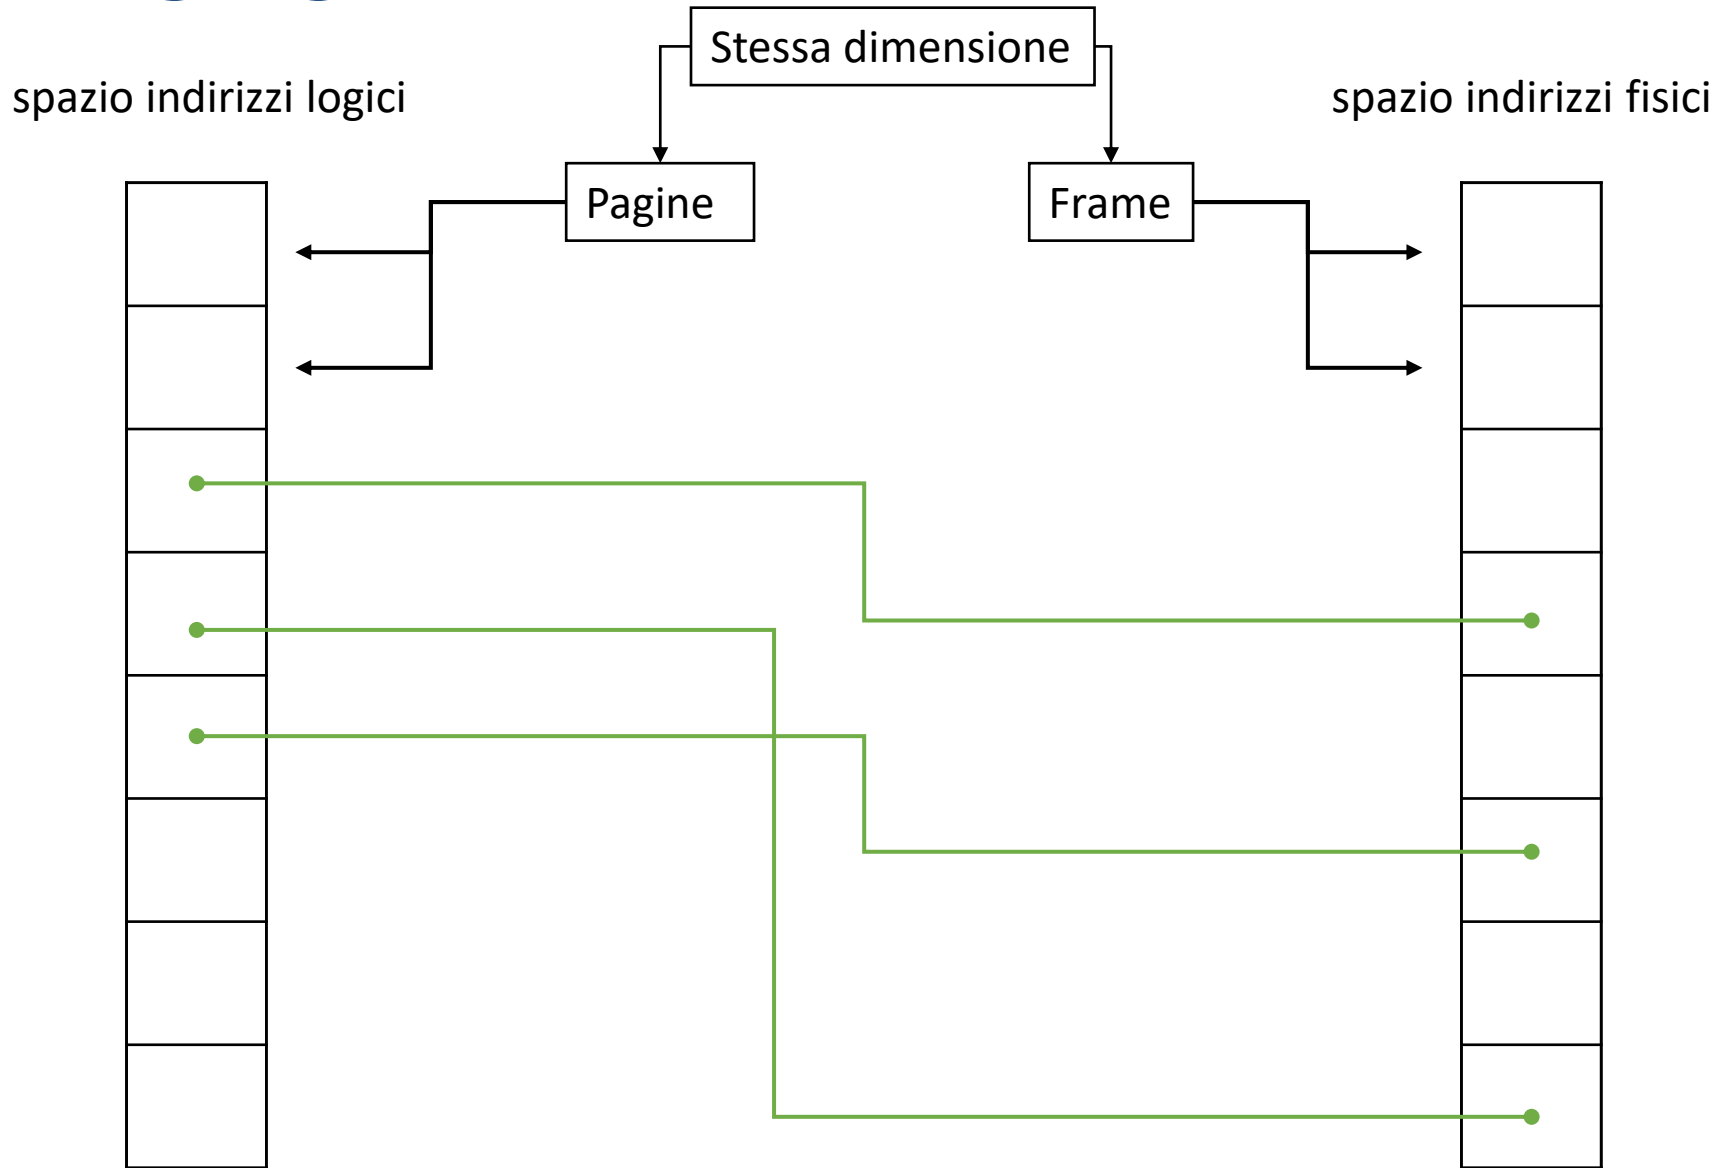 Stessa dimensione
spazio indirizzi logici
spazio indirizzi fisici
Pagine
Frame